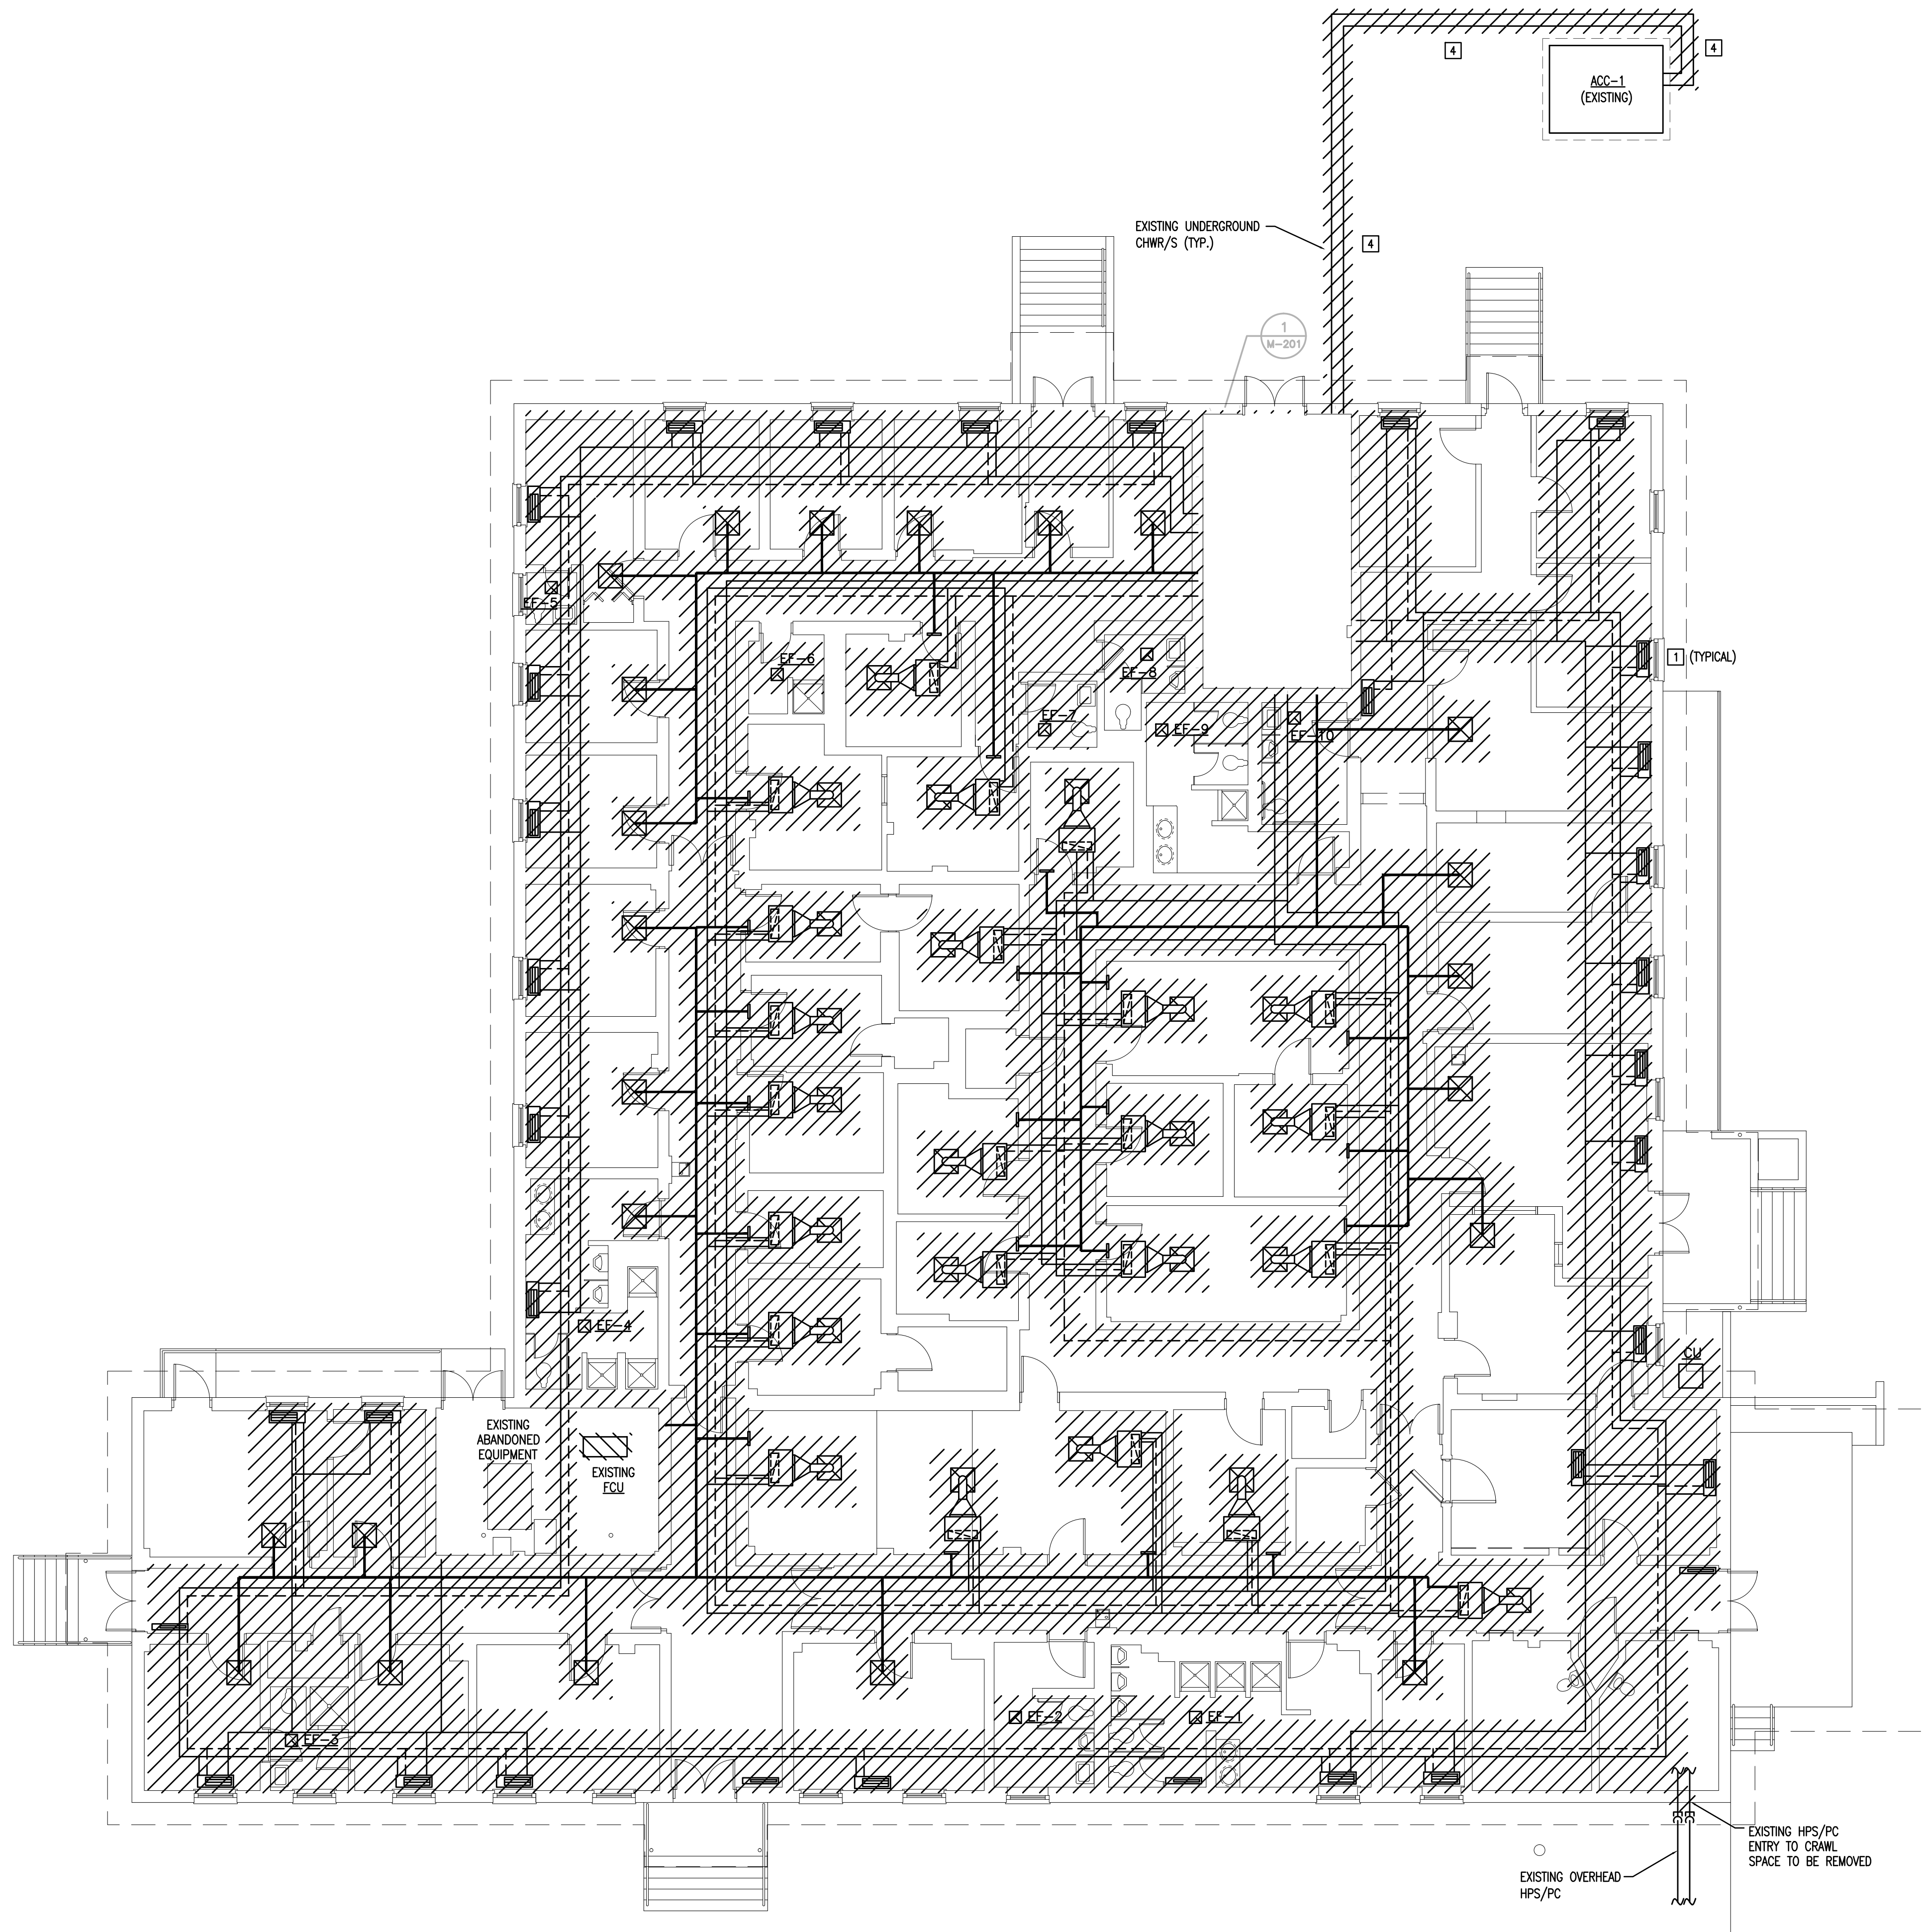 4
4
ACC-1
(EXISTING)
EXISTING UNDERGROUND
CHWR/S (TYP.)
4
1
M-201
EF-5
EF-6
EF-8
1 (TYPICAL)
EF-7
EF-9
EF-10
EF-4
CU
EXISTING
ABANDONED
EQUIPMENT
EXISTING
FCU
EF-3
EF-2
EF-1
EXISTING HPS/PC
ENTRY TO CRAWL
SPACE TO BE REMOVED
EXISTING OVERHEAD
HPS/PC